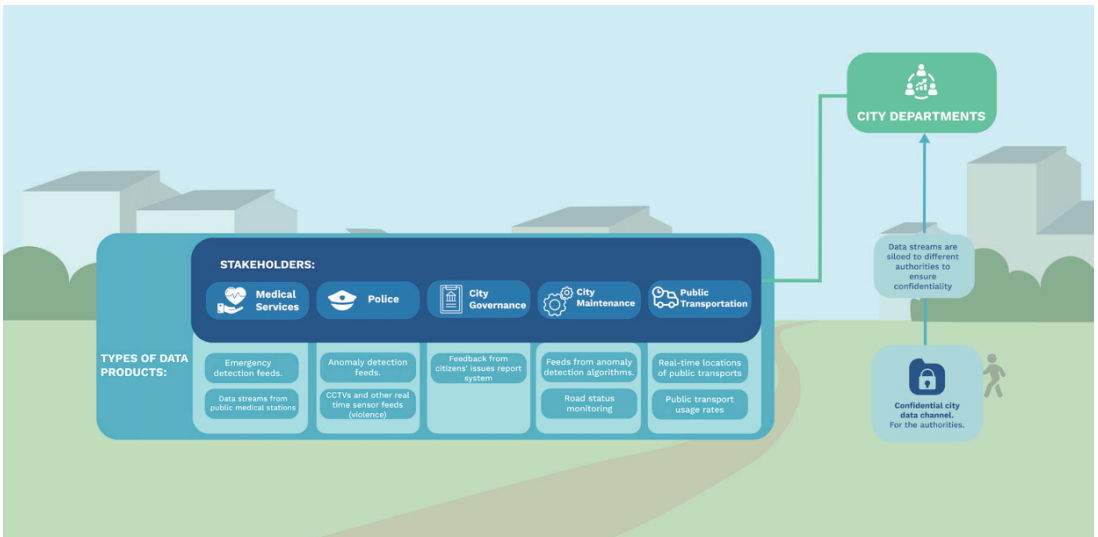 CITY DEPARTMENTS
STAKEHOLDERS:
Medical
Services
Police
City
Governance
City
Maintenance
Public
Transportation
TYPES OF DATA
PRODUCTS:
Emergency
detection feeds.
Data streams from
public medical stations
Anomaly detection
feeds.
CCTVs and other real
time sensor feeds
(violence)
Feedback from
citizens' issues report
system
Feeds from anomaly
detection algorithms.
Road status
monitoring
Real-time locations
of public transports
Public transport
usage rates
Data streams are
siloed to different
authorities to
ensure
confidentiality
Confidential city
data channel.
For the authorities.